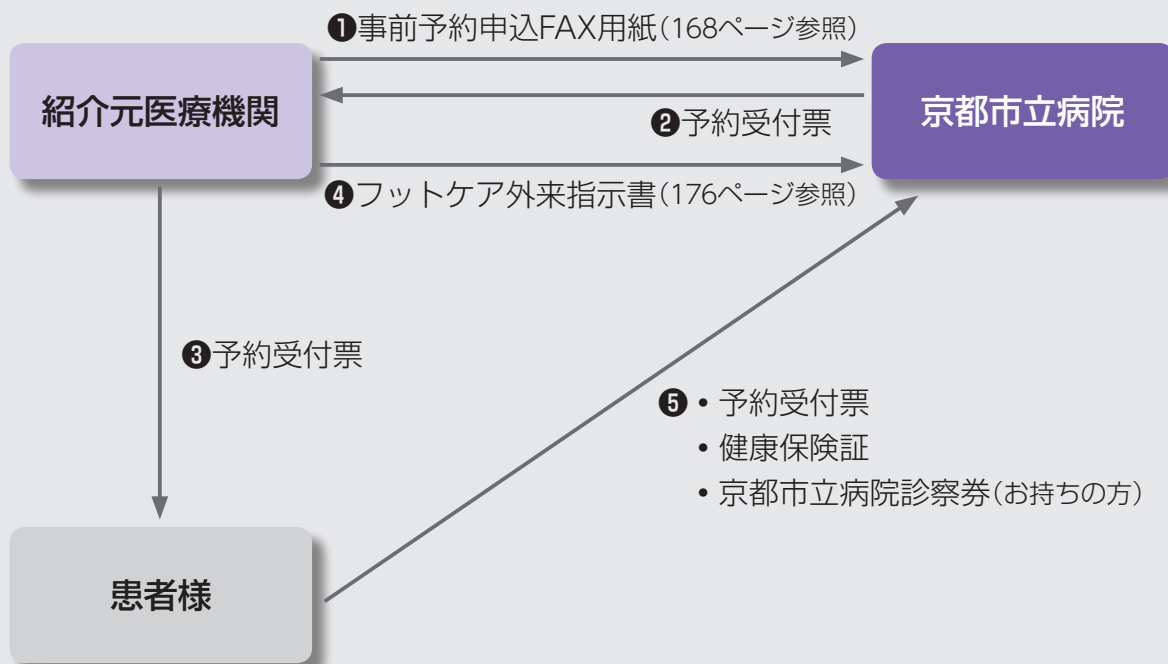 ❶事前予約申込FAX用紙(168ページ参照)
紹介元医療機関
京都市立病院
❷予約受付票
❹フットケア外来指示書(176ページ参照)
❸予約受付票
❺ • 予約受付票
• 健康保険証
• 京都市立病院診察券(お持ちの方)
患者様